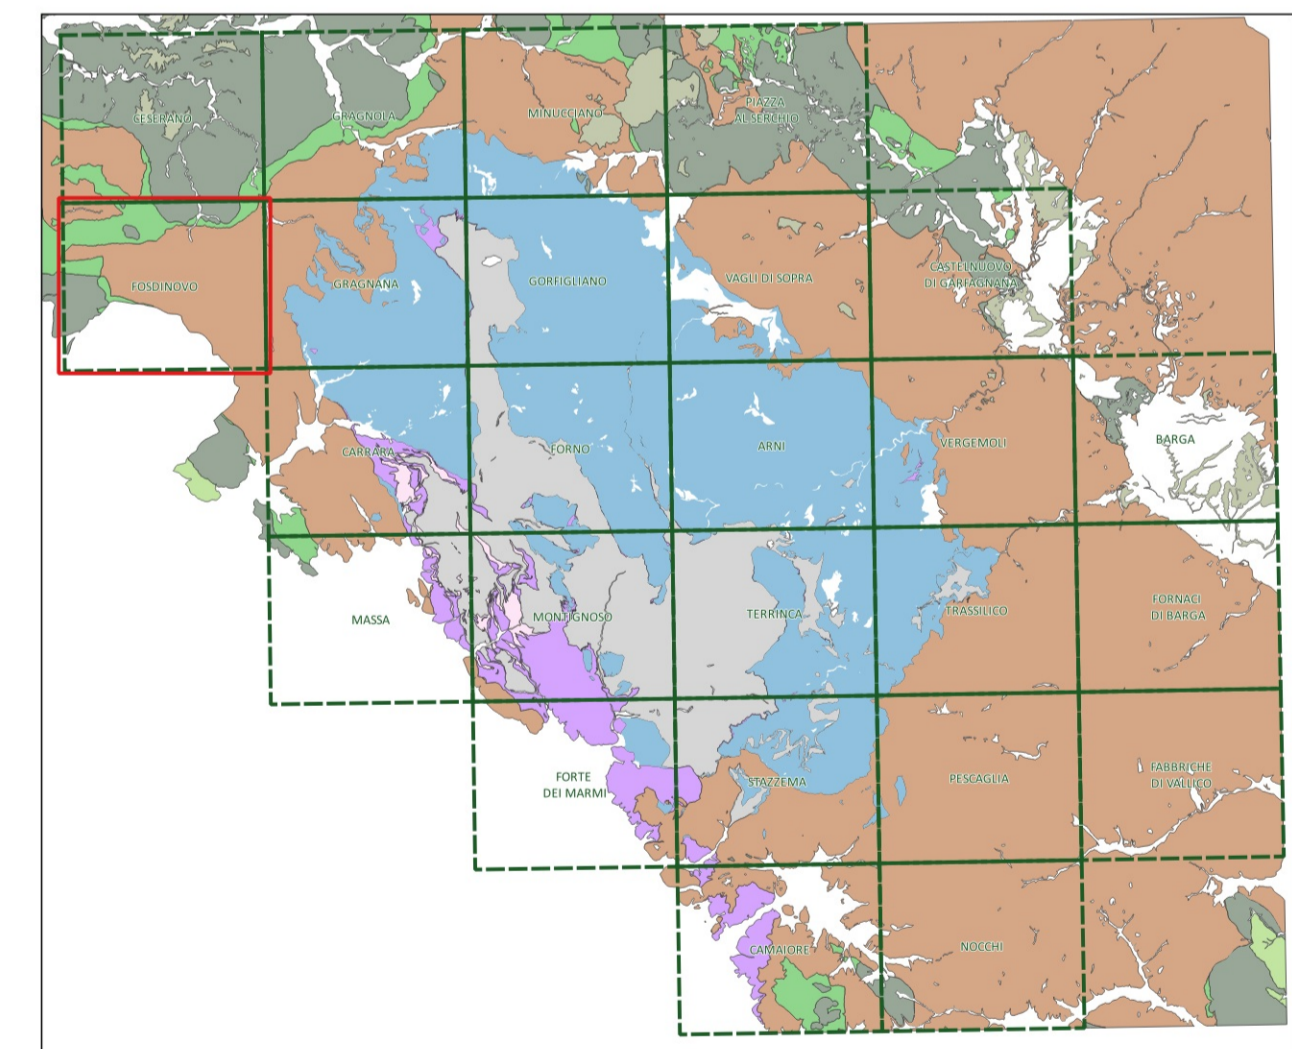 CESERANO
GRAGNOLA
MINUCCIANO
PIAZZA
AL SERCHIO
FOSDINOVO
GRAGNANA
GORFIGLIANO
VAGLI DI SOPRA
CASTELNUOVO
DI GARFAGNANA
CARRARA
FORNO
ARNI
VERGEMOLI
BARGA
MASSA
MONTIGNOSO
TERRINCA
TRASSILICO
FORNACI
DI BARGA
FORTE
DEI MARMI
STAZZEMA
PESCAGLIA
FABBRICHE
DI VALLICO
CAMAIORE
NOCCHI